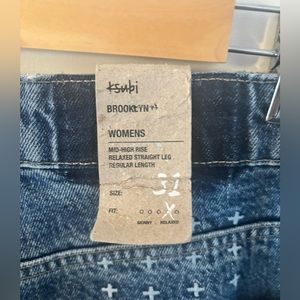 ksubi
BROOKLYN
WOMENS
MID-HIGH RISE
RELAXED STRAIGHT LEG
REGULAR LENGTH
SIZE: 31
FIT:
SKINNY RELAXED